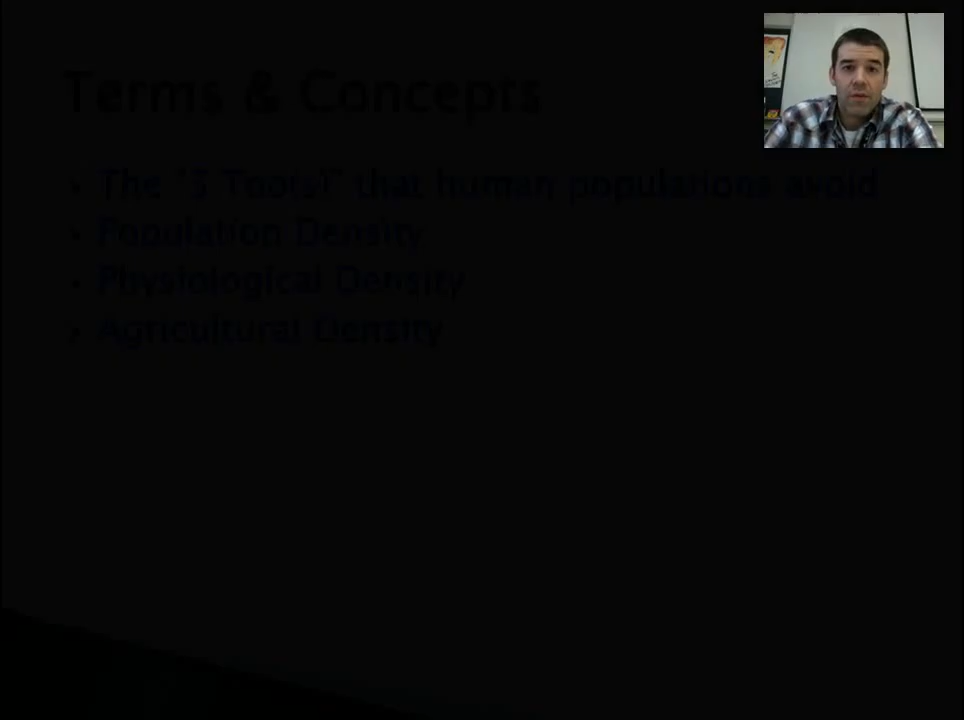 Terms & Concepts
The "5 Toos!" that human populations avoid
Population Density
Physiological Density
Agricultural Density